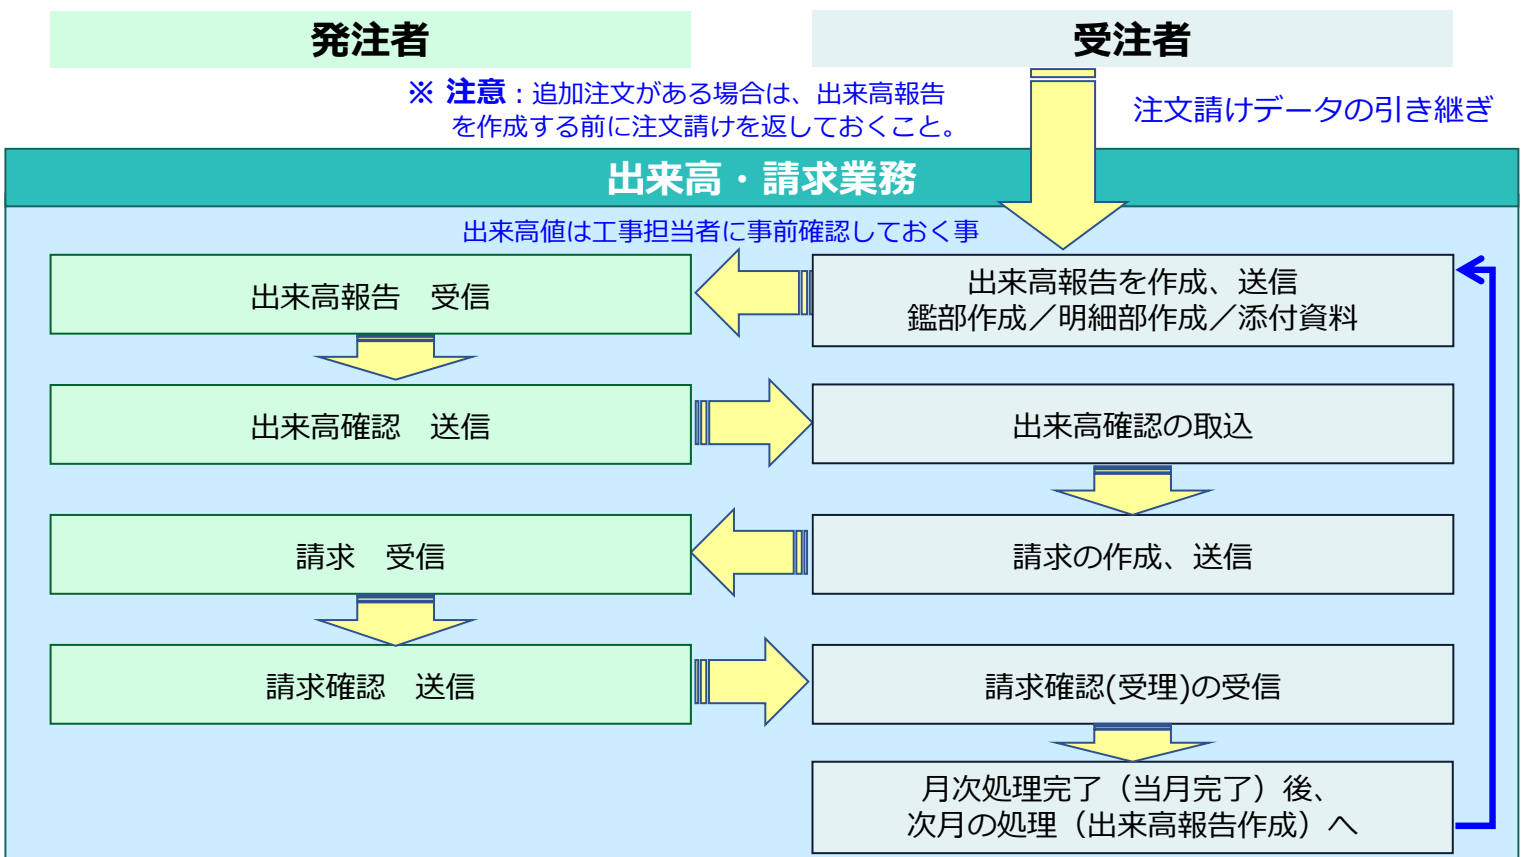 発注者
受注者
※ 注意：追加注文がある場合は、出来高報告
を作成する前に注文請けを返しておくこと。
注文請けデータの引き継ぎ
出来高・請求業務
出来高値は工事担当者に事前確認しておく事
出来高報告　受信
出来高報告を作成、送信
鑑部作成／明細部作成／添付資料
出来高確認　送信
出来高確認の取込
請求　受信
請求の作成、送信
請求確認　送信
請求確認(受理)の受信
月次処理完了（当月完了）後、
次月の処理（出来高報告作成）へ